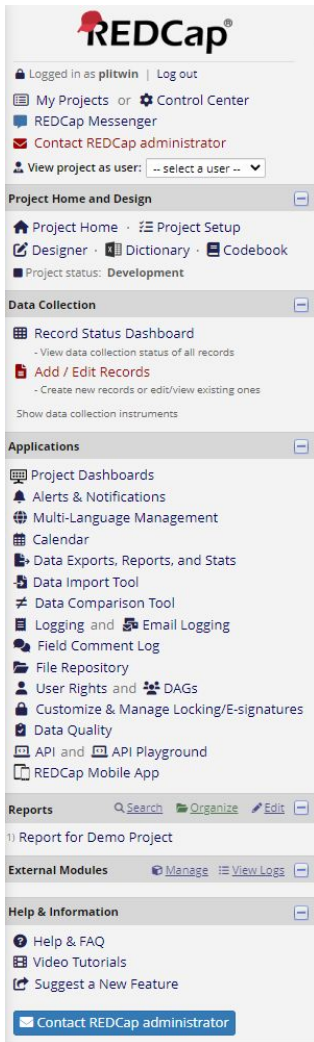 REDCap®
Logged in as plitwin | Log out
My Projects or Control Center
REDCap Messenger
Contact REDCap administrator
View project as user: -- select a user --
Project Home and Design
Project Home · Project Setup
Designer · Dictionary · Codebook
Project status: Development
Data Collection
Record Status Dashboard
- View data collection status of all records
Add / Edit Records
- Create new records or edit/view existing ones
Show data collection instruments
Applications
Project Dashboards
Alerts & Notifications
Multi-Language Management
Calendar
Data Exports, Reports, and Stats
Data Import Tool
Data Comparison Tool
Logging and Email Logging
Field Comment Log
File Repository
User Rights and DAGs
Customize & Manage Locking/E-signatures
Data Quality
API and API Playground
REDCap Mobile App
Reports Search Organize Edit
1) Report for Demo Project
External Modules Manage View Logs
Help & Information
Help & FAQ
Video Tutorials
Suggest a New Feature
Contact REDCap administrator